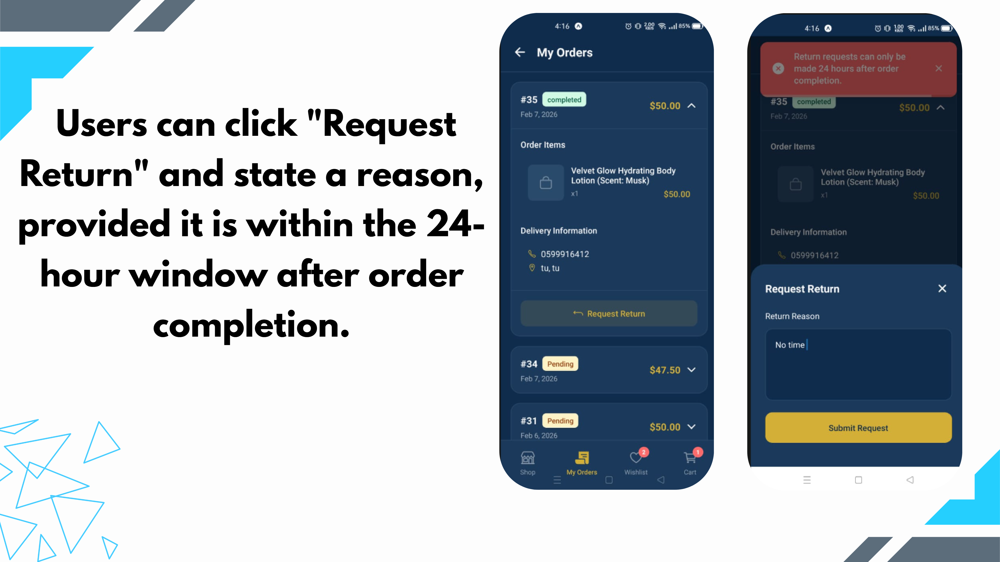 Users can click "Request
Return" and state a reason,
provided it is within the 24-
hour window after order
completion.
4:16
2.00 KB/S
85%
My Orders
#35 completed
$50.00
Feb 7, 2026
Order Items
Velvet Glow Hydrating Body
Lotion (Scent: Musk)
x1
$50.00
Delivery Information
0599916412
tu, tu
Request Return
#34 Pending
$47.50
Feb 7, 2026
#31 Pending
$50.00
Feb 6, 2026
2
1
Shop
My Orders
Wishlist
Cart
4:16
1.00 KB/S
85%
Return requests can only be
made 24 hours after order
completion.
#35 completed
$50.00
Feb 7, 2026
Order Items
Velvet Glow Hydrating Body
Lotion (Scent: Musk)
x1
$50.00
Delivery Information
0599916412
Request Return
Return Reason
No time
Submit Request